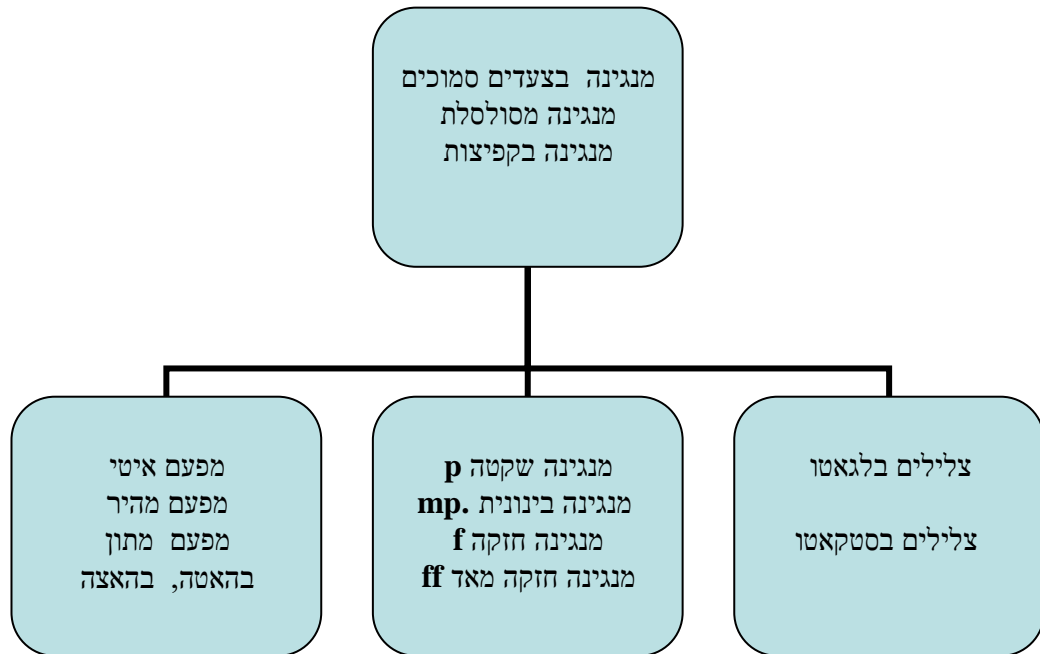 מנגינה בצעדים סמוכים
מנגינה מסולסלת
מנגינה בקפיצות
צלילים בלגאטו
צלילים בסטקאטו
מנגינה שקטה p
מנגינה בינונית mp.
מנגינה חזקה f
מנגינה חזקה מאד ff
מפעם איטי
מפעם מהיר
מפעם מתון
בהאטה, בהאצה